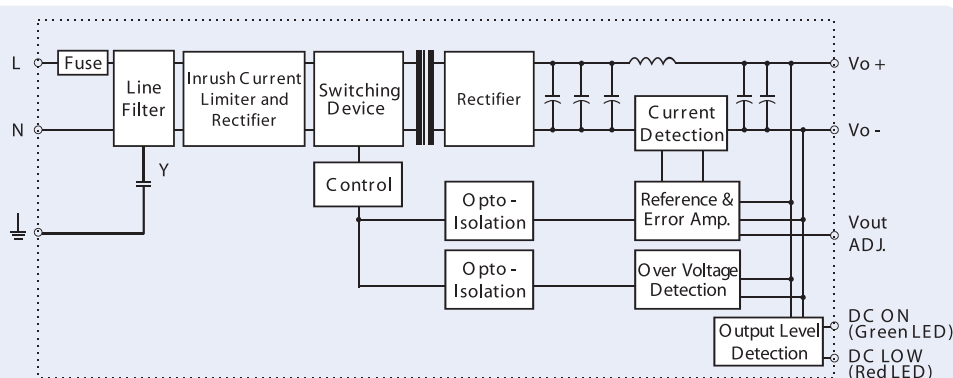 L
Fuse
Line
Filter
Inrush Current
Limiter and
Rectifier
Switching
Device
Rectifier
Vo +
N
Current
Detection
Vo -
Y
Control
Opto -
Isolation
Reference &
Error Amp.
Vout
ADJ.
Opto -
Isolation
Over Voltage
Detection
Output Level
Detection
DC ON
(Green LED)
DC LOW
(Red LED)